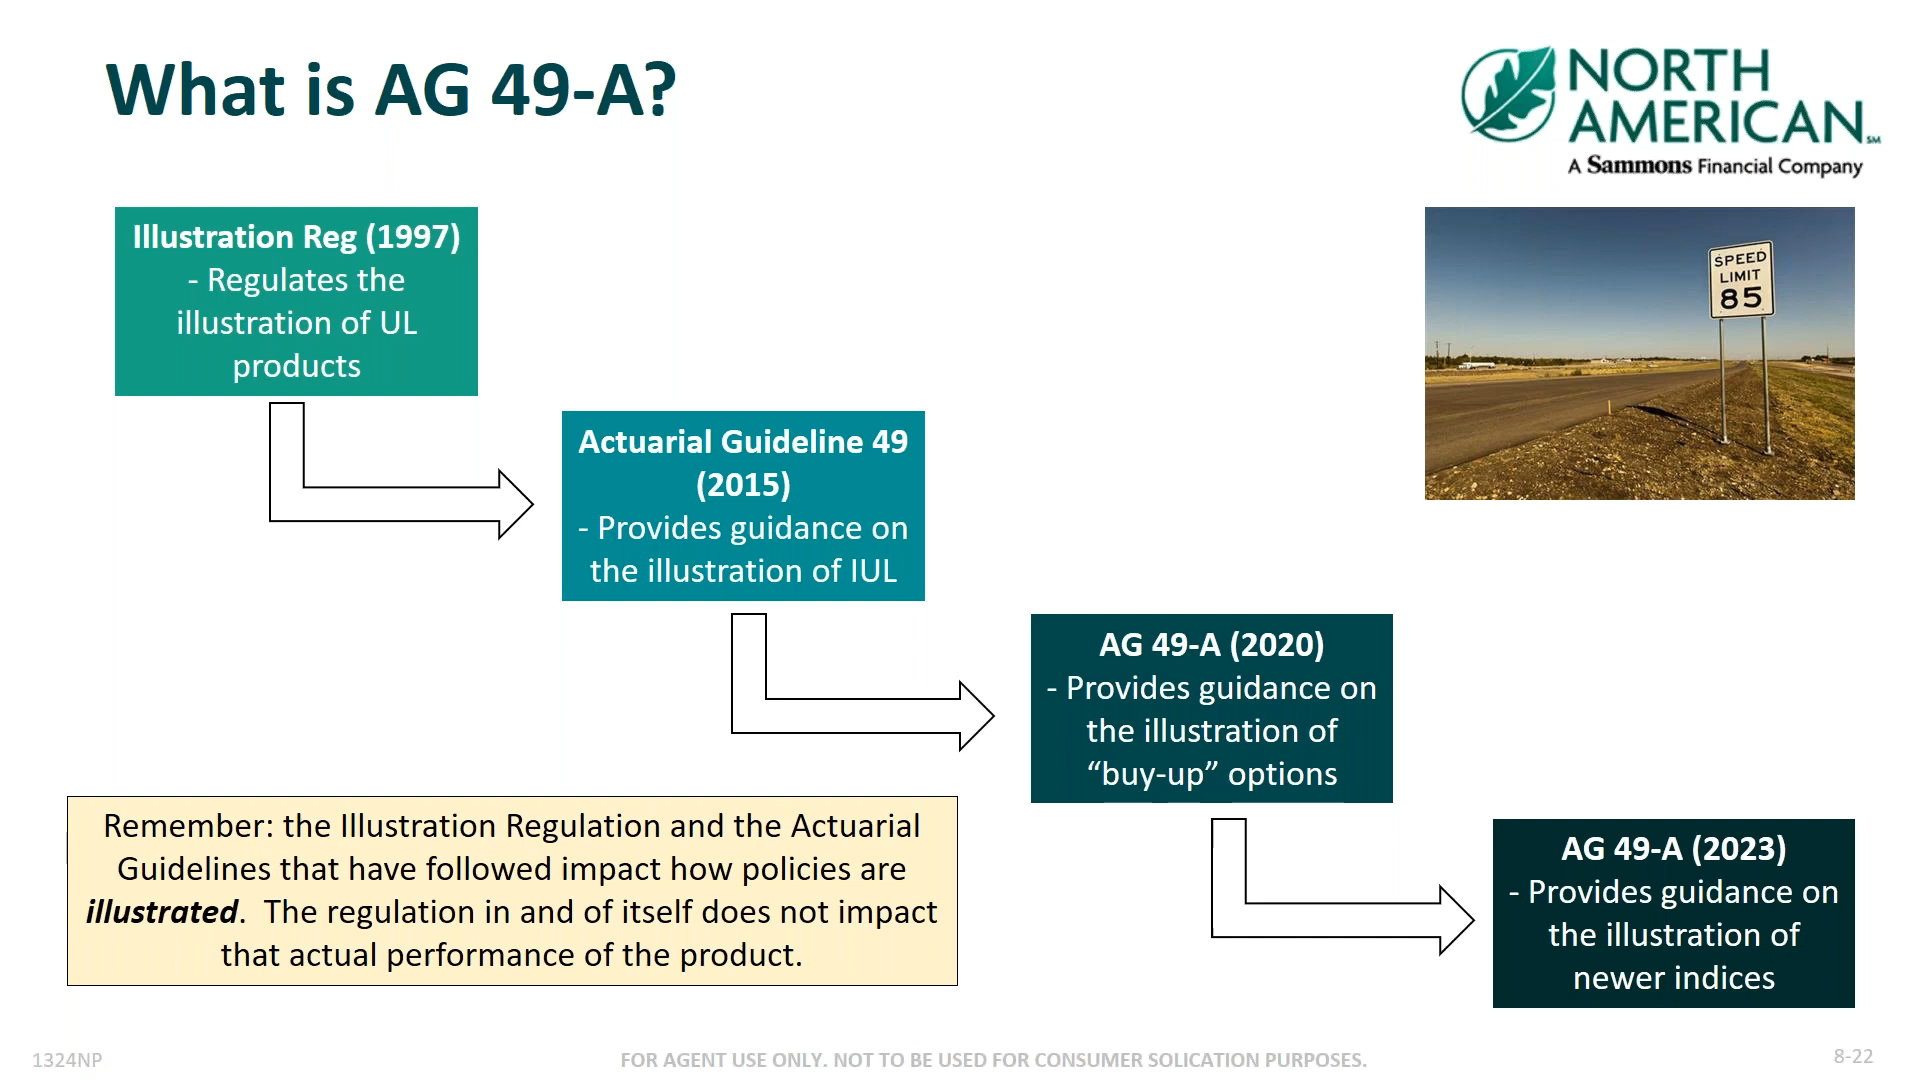 What is AG 49-A?
NORTH
AMERICAN℠
A Sammons Financial Company
Illustration Reg (1997)
- Regulates the
illustration of UL
products
SPEED
LIMIT
85
Actuarial Guideline 49
(2015)
- Provides guidance on
the illustration of IUL
AG 49-A (2020)
- Provides guidance on
the illustration of
“buy-up” options
Remember: the Illustration Regulation and the Actuarial
Guidelines that have followed impact how policies are
illustrated.  The regulation in and of itself does not impact
that actual performance of the product.
AG 49-A (2023)
- Provides guidance on
the illustration of
newer indices
1324NP
FOR AGENT USE ONLY. NOT TO BE USED FOR CONSUMER SOLICATION PURPOSES.
8-22